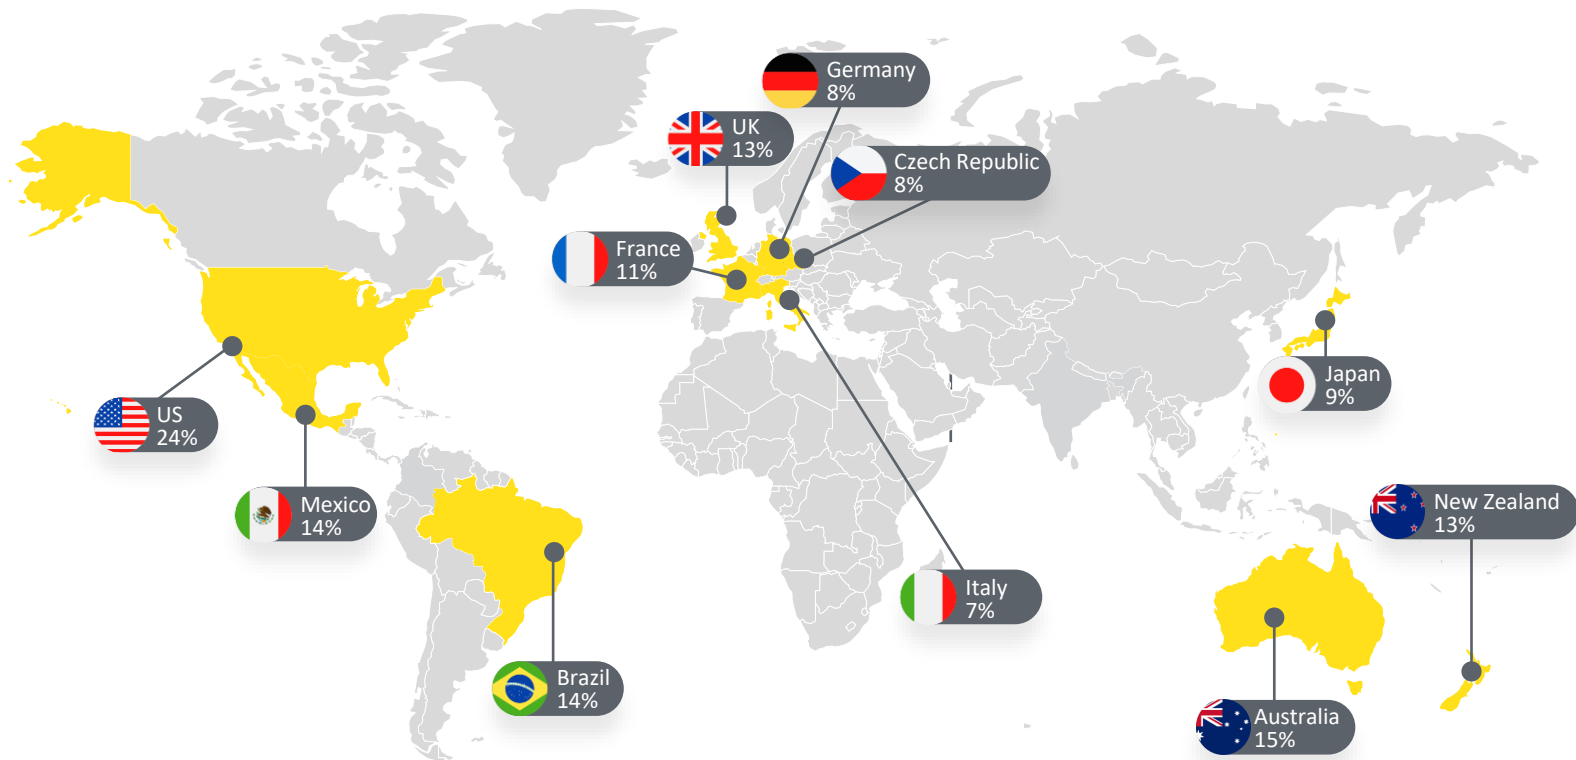 Germany
8%
UK
13%
Czech Republic
8%
France
11%
Japan
9%
US
24%
Mexico
14%
New Zealand
13%
Italy
7%
Brazil
14%
Australia
15%